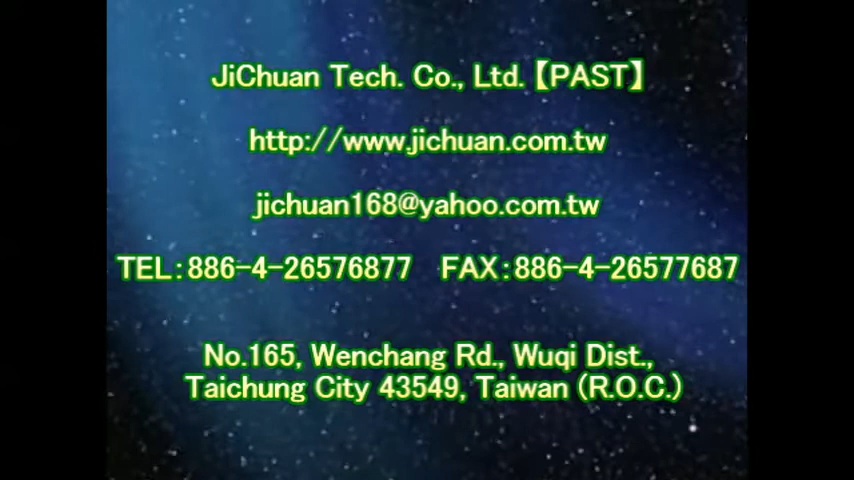 JiChuan Tech. Co., Ltd.【PAST】
http://www.jichuan.com.tw
jichuan168@yahoo.com.tw
TEL:886-4-26576877 FAX:886-4-26577687
No.165, Wenchang Rd., Wuqi Dist.,
Taichung City 43549, Taiwan (R.O.C.)